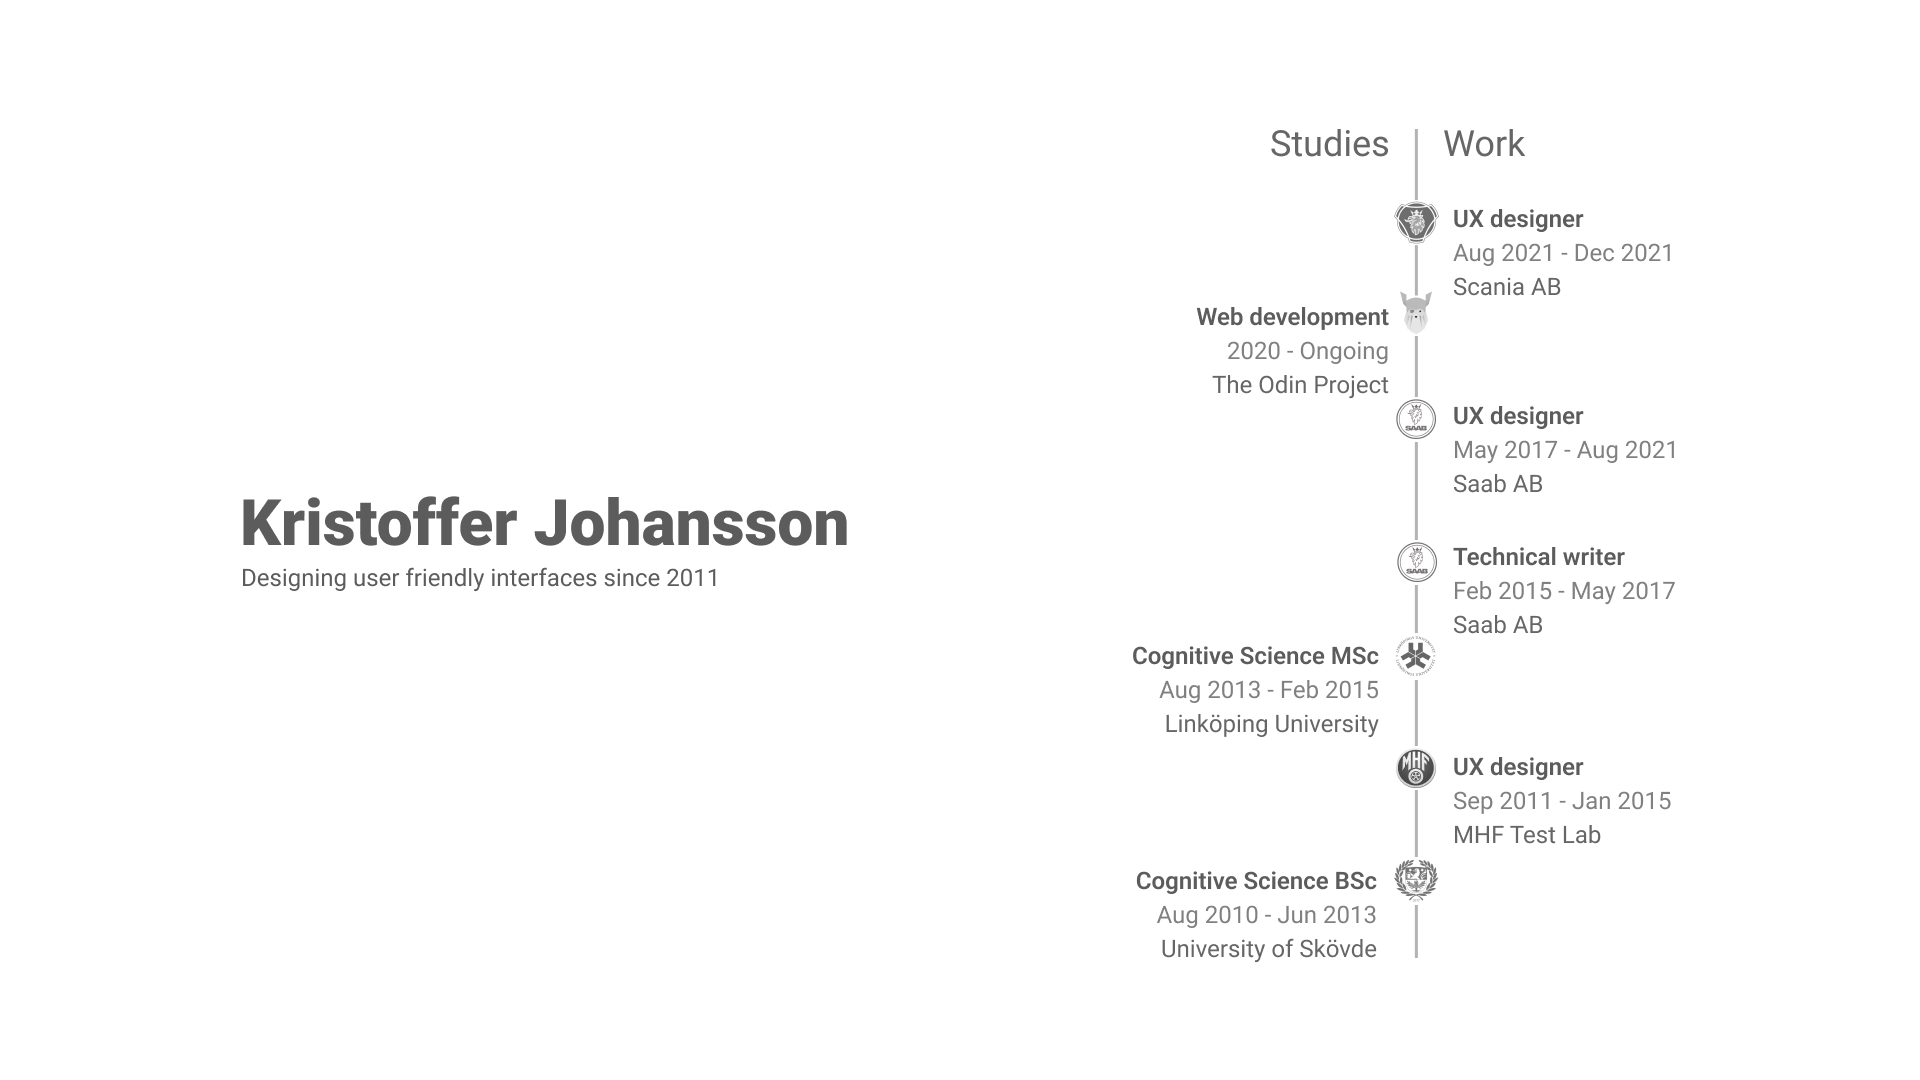 Kristoffer Johansson
Designing user friendly interfaces since 2011
Studies
Work
UX designer
Aug 2021 - Dec 2021
Scania AB
Web development
2020 - Ongoing
The Odin Project
SAAB
UX designer
May 2017 - Aug 2021
Saab AB
SAAB
Technical writer
Feb 2015 - May 2017
Saab AB
Cognitive Science MSc
Aug 2013 - Feb 2015
Linköping University
MHF
UX designer
Sep 2011 - Jan 2015
MHF Test Lab
Cognitive Science BSc
Aug 2010 - Jun 2013
University of Skövde